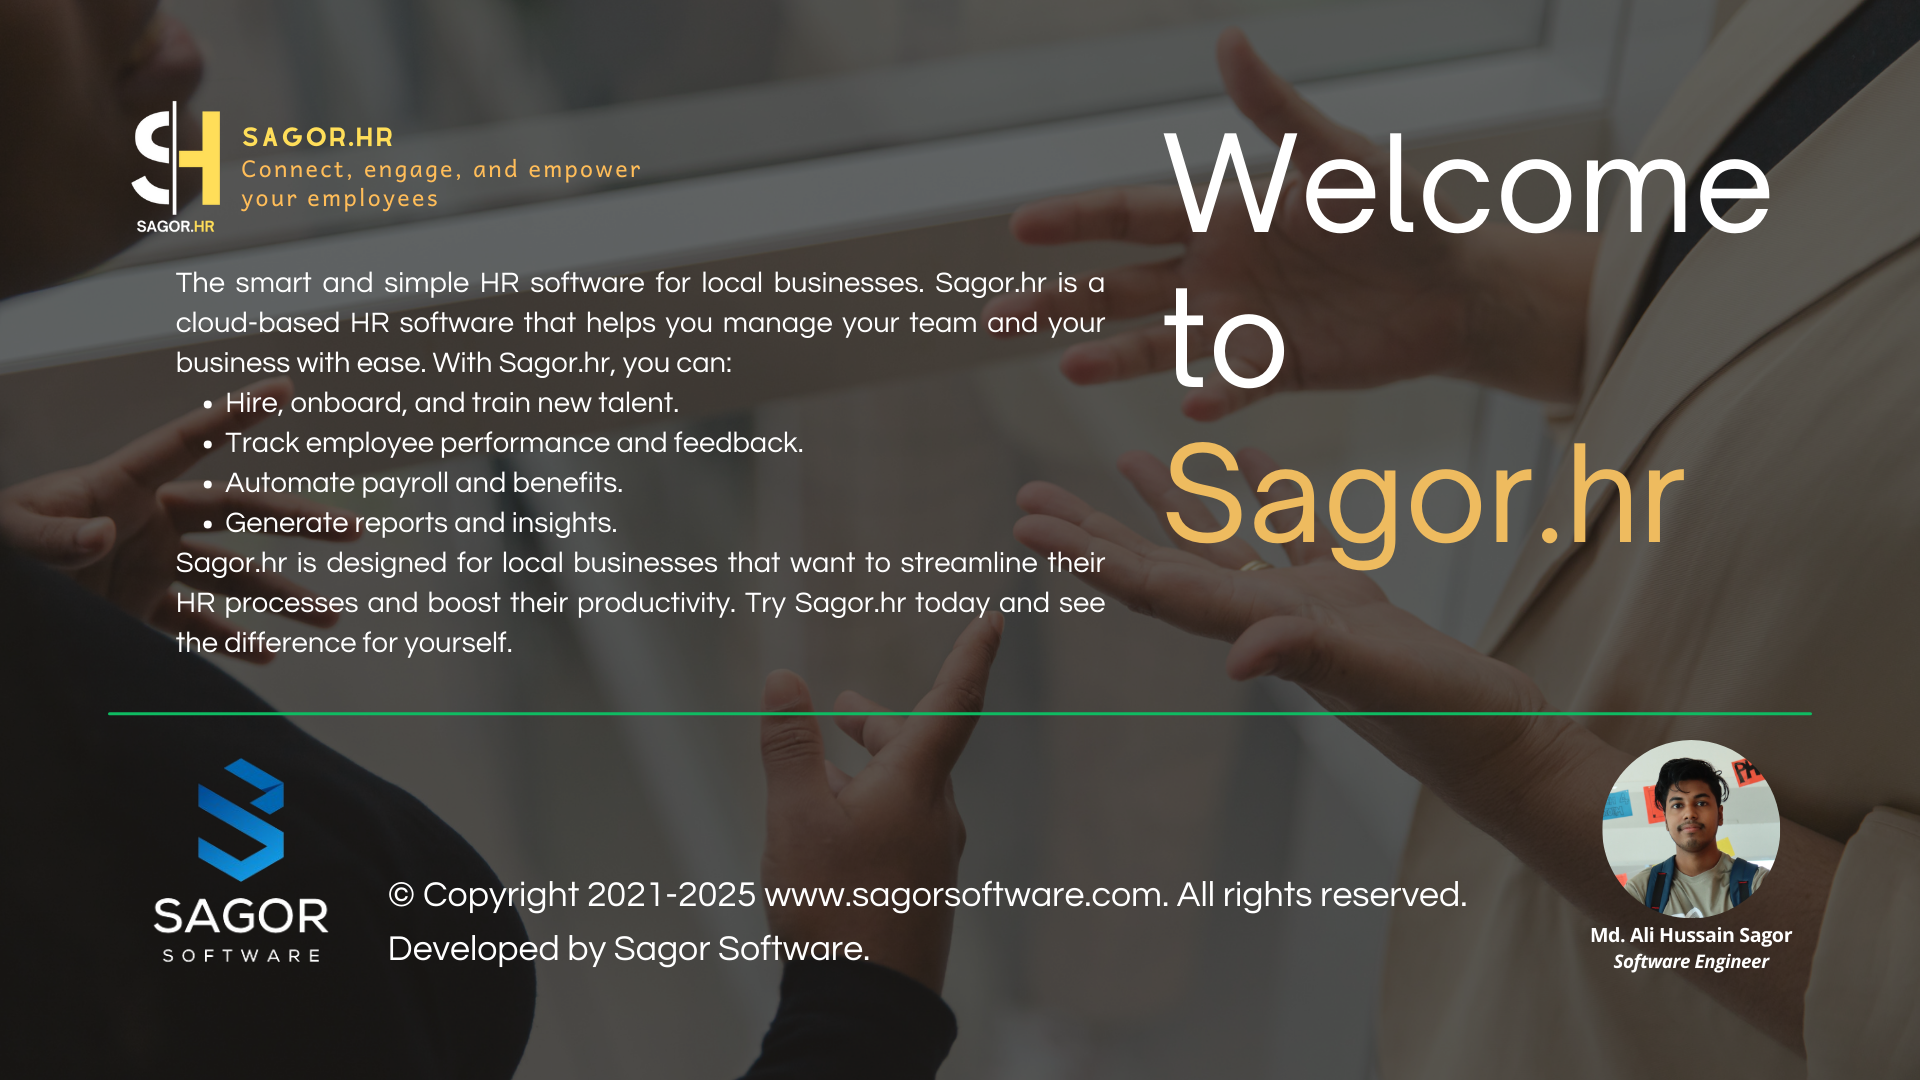 SH
SAGOR.HR
SAGOR.HR
Connect, engage, and empower
your employees
Welcome
to
Sagor.hr
The smart and simple HR software for local businesses. Sagor.hr is a
cloud-based HR software that helps you manage your team and your
business with ease. With Sagor.hr, you can:
• Hire, onboard, and train new talent.
• Track employee performance and feedback.
• Automate payroll and benefits.
• Generate reports and insights.
Sagor.hr is designed for local businesses that want to streamline their
HR processes and boost their productivity. Try Sagor.hr today and see
the difference for yourself.
SAGOR
SOFTWARE
© Copyright 2021-2025 www.sagorsoftware.com. All rights reserved.
Developed by Sagor Software.
Md. Ali Hussain Sagor
Software Engineer